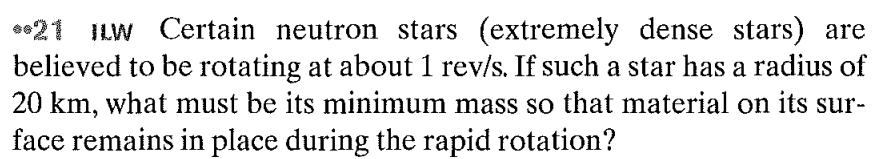 ••21 ILW Certain neutron stars (extremely dense stars) are
believed to be rotating at about 1 rev/s. If such a star has a radius of
20 km, what must be its minimum mass so that material on its sur-
face remains in place during the rapid rotation?